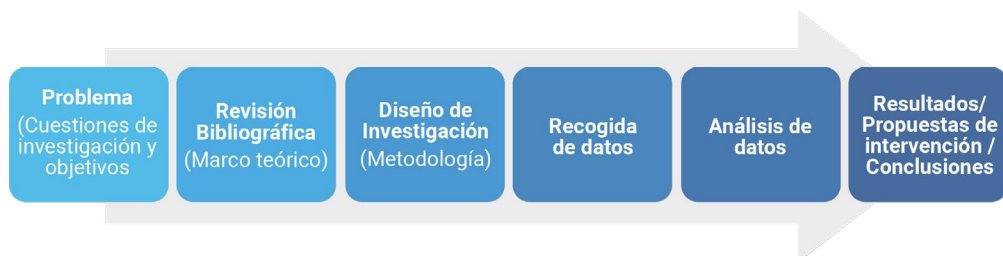 Problema
(Cuestiones de
investigación y
objetivos
Revisión
Bibliográfica
(Marco teórico)
Diseño de
Investigación
(Metodología)
Recogida
de datos
Análisis de
datos
Resultados/
Propuestas de
intervención /
Conclusiones